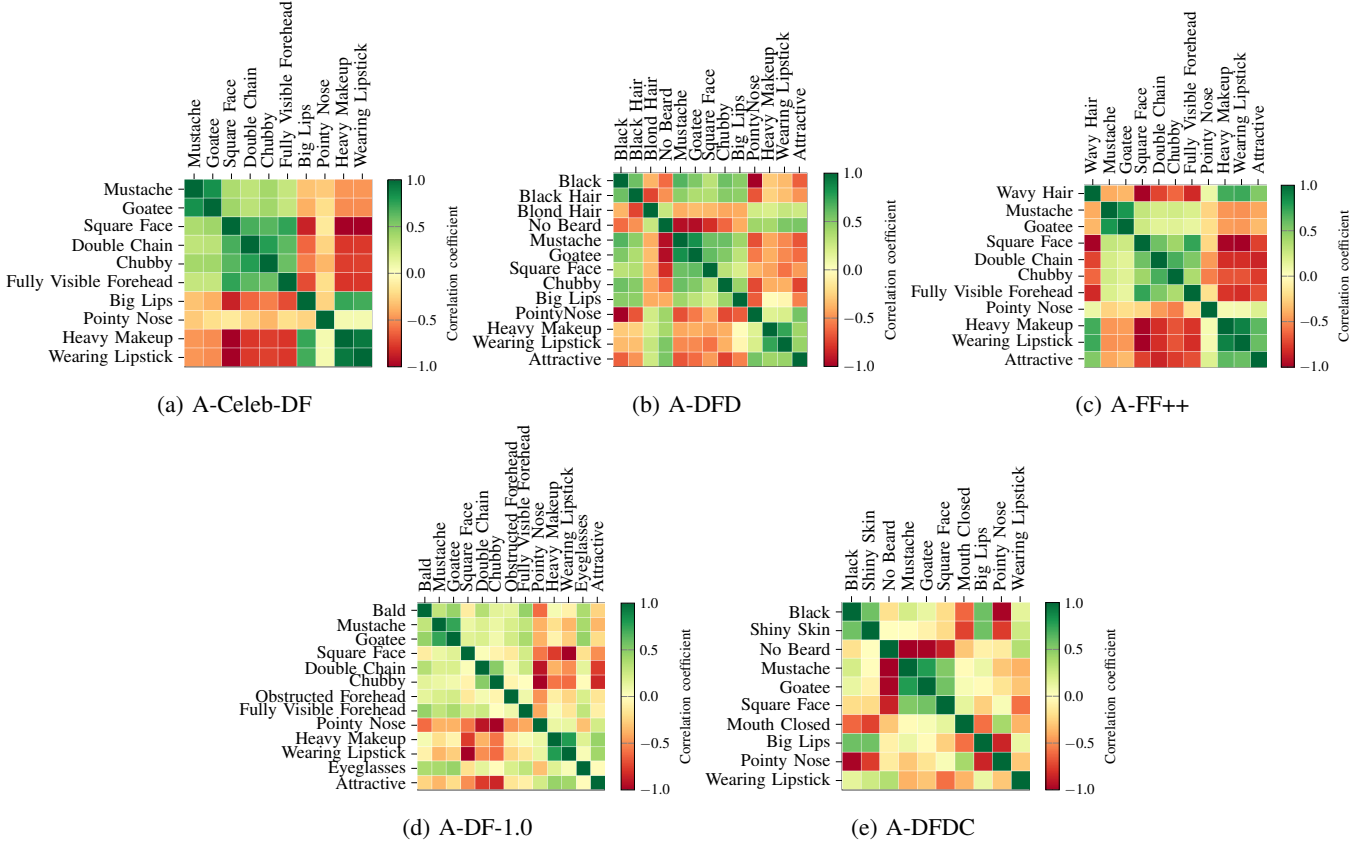 Mustache
Goatee
Square Face
Double Chain
Chubby
Fully Visible Forehead
Big Lips
Pointy Nose
Heavy Makeup
Wearing Lipstick
Mustache
Goatee
Square Face
Double Chain
Chubby
Fully Visible Forehead
Big Lips
Pointy Nose
Heavy Makeup
Wearing Lipstick
1.0
0.5
0.0
−0.5
−1.0
Correlation coefficient
(a) A-Celeb-DF
Black
Black Hair
Blond Hair
No Beard
Mustache
Goatee
Square Face
Chubby
Big Lips
PointyNose
Heavy Makeup
Wearing Lipstick
Attractive
Black
Black Hair
Blond Hair
No Beard
Mustache
Goatee
Square Face
Chubby
Big Lips
PointyNose
Heavy Makeup
Wearing Lipstick
Attractive
1.0
0.5
0.0
−0.5
−1.0
Correlation coefficient
(b) A-DFD
Wavy Hair
Mustache
Goatee
Square Face
Double Chain
Chubby
Fully Visible Forehead
Pointy Nose
Heavy Makeup
Wearing Lipstick
Attractive
Wavy Hair
Mustache
Goatee
Square Face
Double Chain
Chubby
Fully Visible Forehead
Pointy Nose
Heavy Makeup
Wearing Lipstick
Attractive
1.0
0.5
0.0
−0.5
−1.0
Correlation coefficient
(c) A-FF++
Bald
Mustache
Goatee
Square Face
Double Chain
Chubby
Obstructed Forehead
Fully Visible Forehead
Pointy Nose
Heavy Makeup
Wearing Lipstick
Eyeglasses
Attractive
Bald
Mustache
Goatee
Square Face
Double Chain
Chubby
Obstructed Forehead
Fully Visible Forehead
Pointy Nose
Heavy Makeup
Wearing Lipstick
Eyeglasses
Attractive
1.0
0.5
0.0
−0.5
−1.0
Correlation coefficient
(d) A-DF-1.0
Black
Shiny Skin
No Beard
Mustache
Goatee
Square Face
Mouth Closed
Big Lips
Pointy Nose
Wearing Lipstick
Black
Shiny Skin
No Beard
Mustache
Goatee
Square Face
Mouth Closed
Big Lips
Pointy Nose
Wearing Lipstick
1.0
0.5
0.0
−0.5
−1.0
Correlation coefficient
(e) A-DFDC